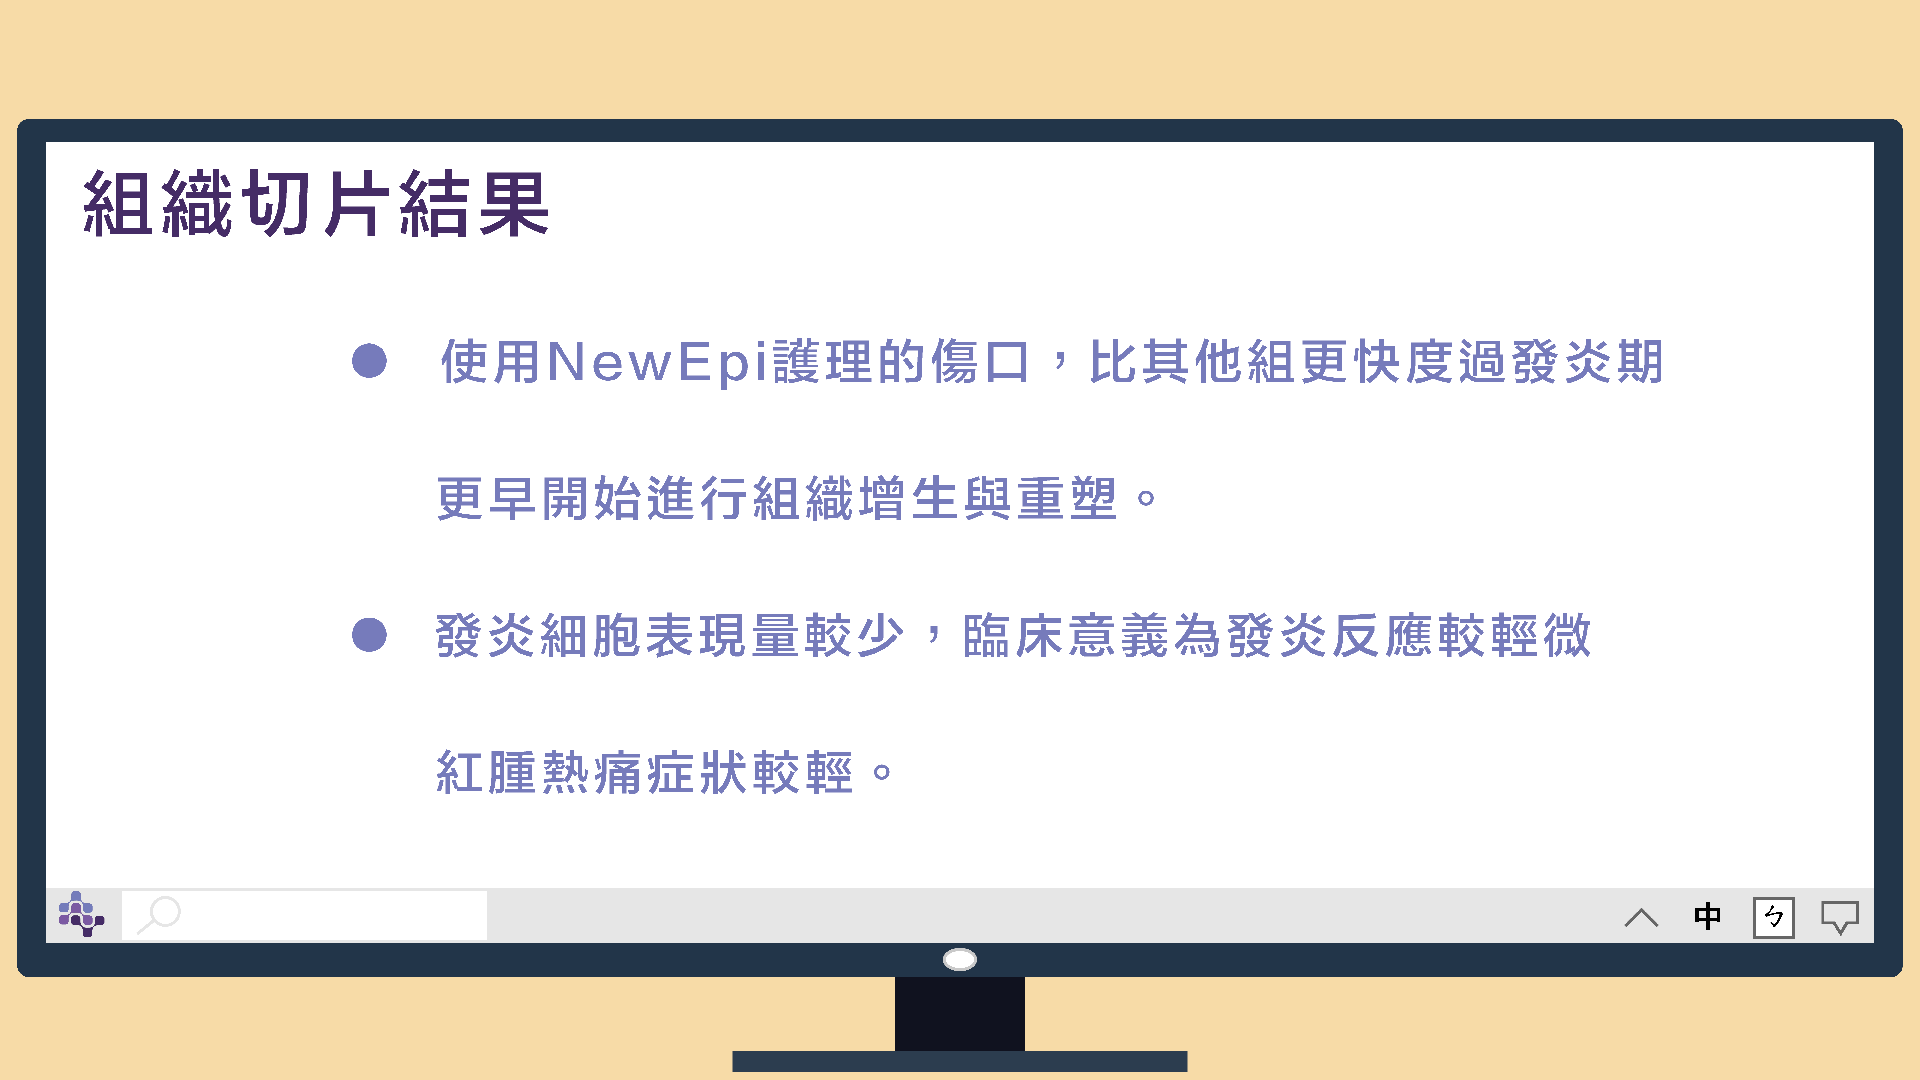 組織切片結果
● 使用NewEpi護理的傷口，比其他組更快度過發炎期
更早開始進行組織增生與重塑。
● 發炎細胞表現量較少，臨床意義為發炎反應較輕微
紅腫熱痛症狀較輕。
中 ㄅ